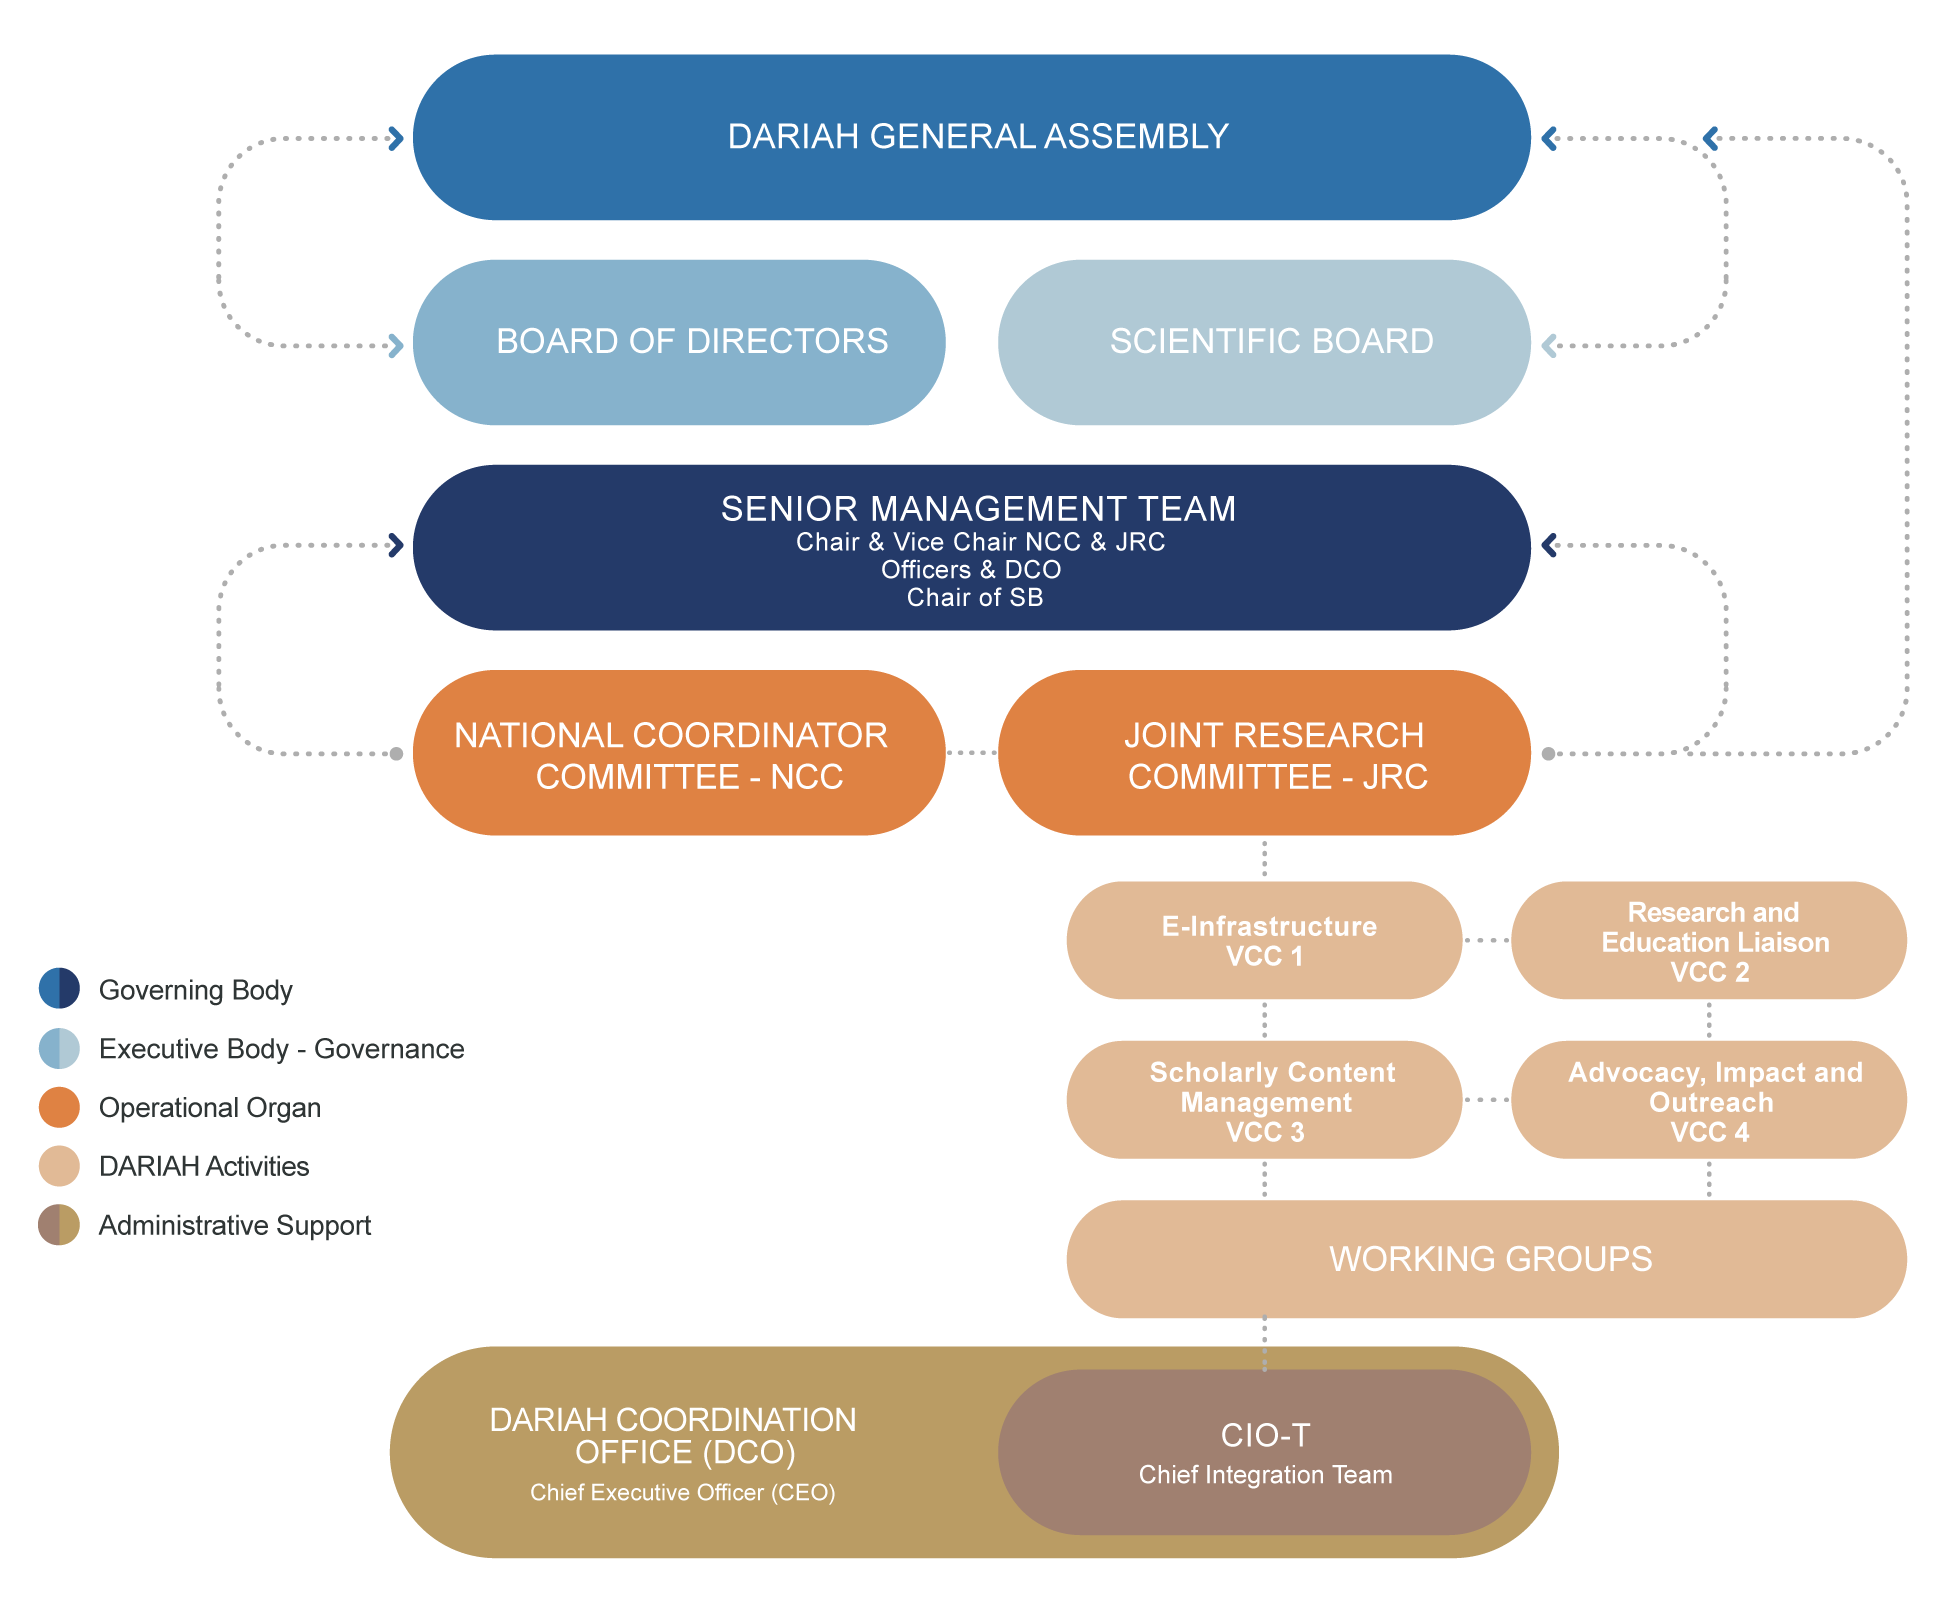 DARIAH GENERAL ASSEMBLY
BOARD OF DIRECTORS
SCIENTIFIC BOARD
SENIOR MANAGEMENT TEAM
Chair & Vice Chair NCC & JRC
Officers & DCO
Chair of SB
NATIONAL COORDINATOR
COMMITTEE - NCC
JOINT RESEARCH
COMMITTEE - JRC
E-Infrastructure
VCC 1
Research and
Education Liaison
VCC 2
Scholarly Content
Management
VCC 3
Advocacy, Impact and
Outreach
VCC 4
WORKING GROUPS
Governing Body
Executive Body - Governance
Operational Organ
DARIAH Activities
Administrative Support
DARIAH COORDINATION
OFFICE (DCO)
Chief Executive Officer (CEO)
CIO-T
Chief Integration Team